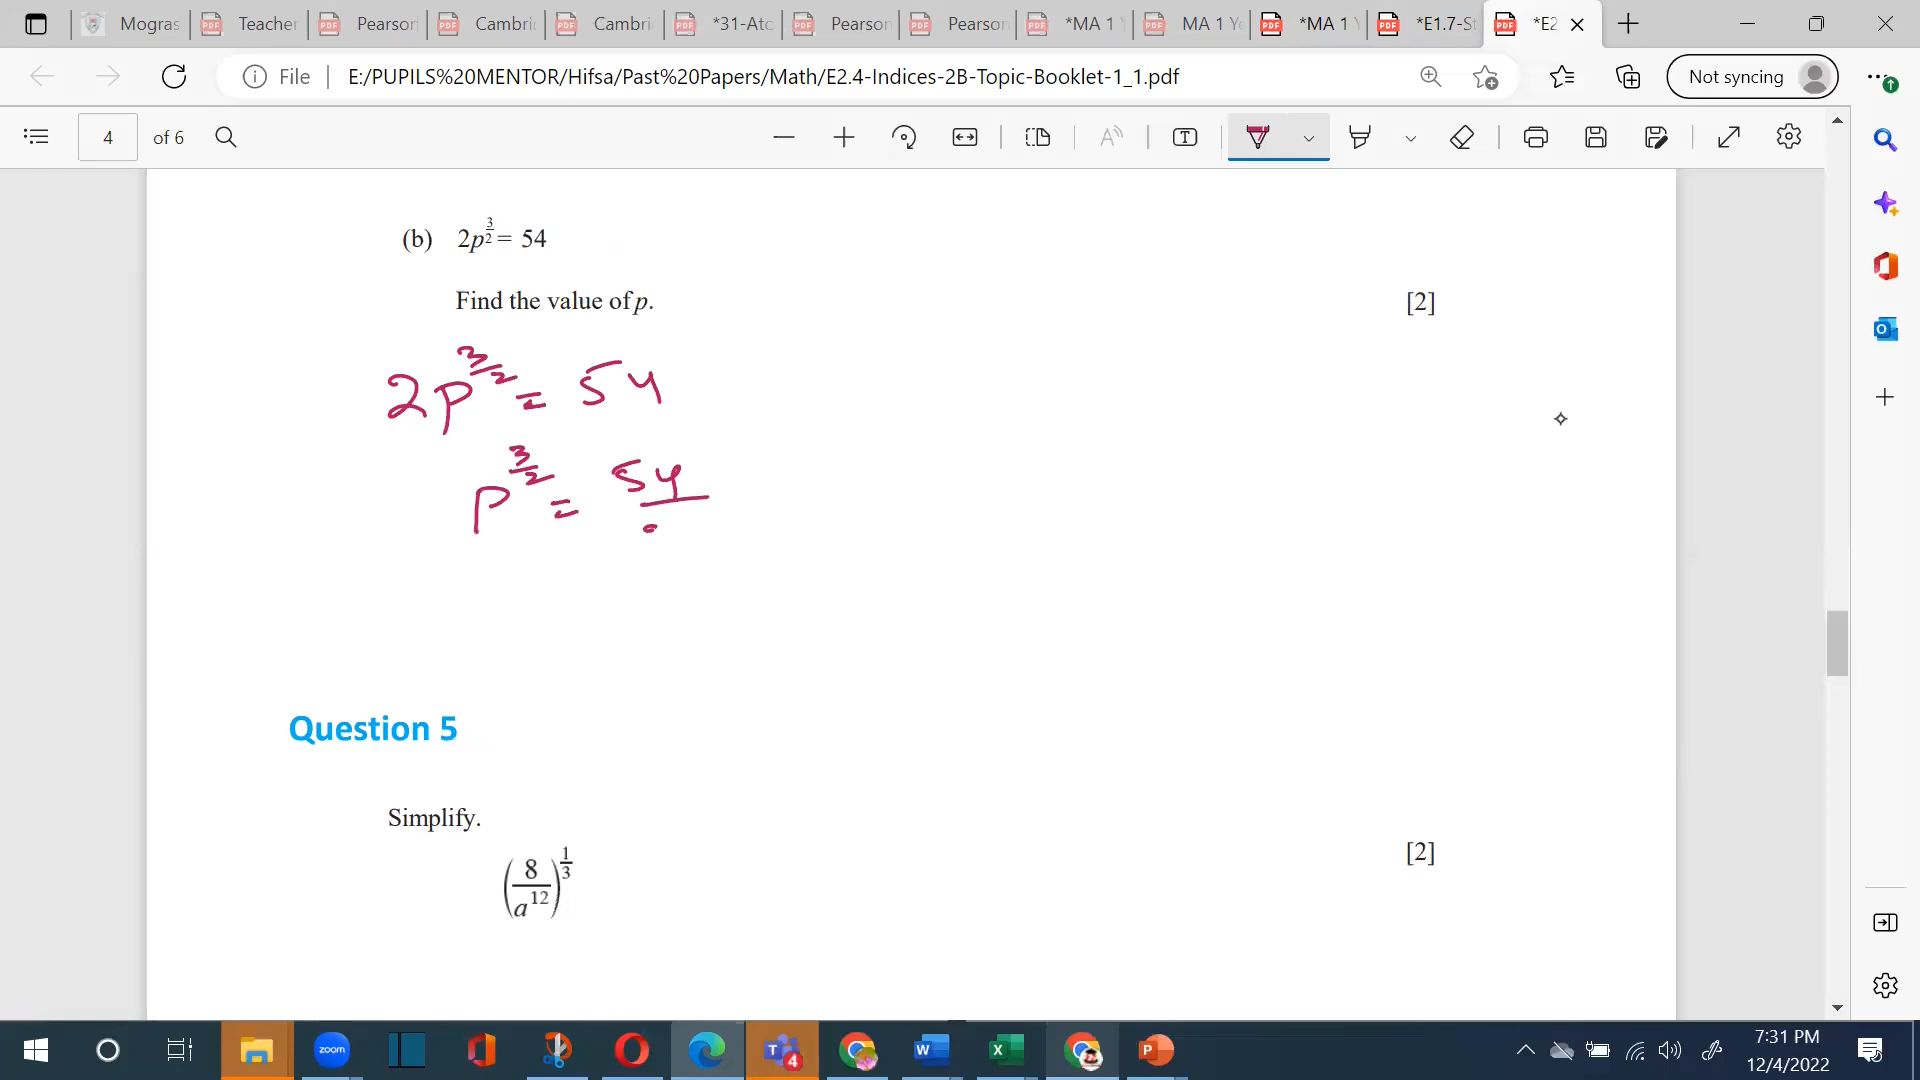 Mogras
Teacher
Pearson
Cambri
Cambri
*31-Atc
Pearson
Pearson
*MA 1
MA 1 Ye
*MA 1 Y
*E1.7-St
*E2
File
E:/PUPILS%20MENTOR/Hifsa/Past%20Papers/Math/E2.4-Indices-2B-Topic-Booklet-1_1.pdf
Not syncing
4 of 6
(b) 2p^(3/2) = 54
Find the value of p.
[2]
2p^(3/2) = 54
p^(3/2) = 54
Question 5
Simplify.
[2]
(8/a^12)^(1/3)
zoom
4
7:31 PM
12/4/2022